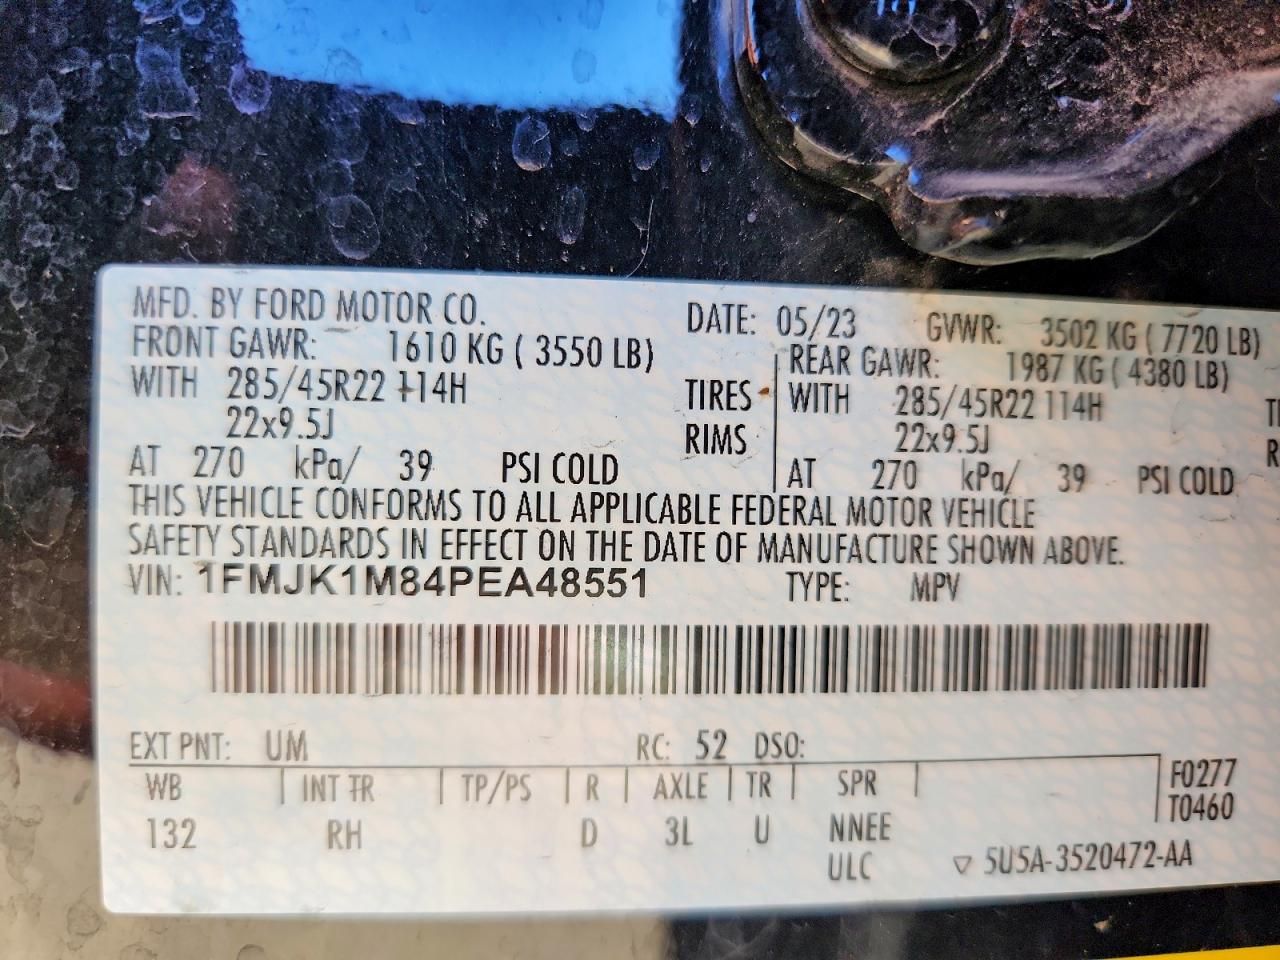 MFD. BY FORD MOTOR CO. DATE: 05/23 GVWR: 3502 KG ( 7720 LB)
FRONT GAWR: 1610 KG ( 3550 LB) REAR GAWR: 1987 KG ( 4380 LB)
WITH 285/45R22 114H TIRES WITH 285/45R22 114H
22x9.5J RIMS 22x9.5J
AT 270 kPa/ 39 PSI COLD AT 270 kPa/ 39 PSI COLD
THIS VEHICLE CONFORMS TO ALL APPLICABLE FEDERAL MOTOR VEHICLE
SAFETY STANDARDS IN EFFECT ON THE DATE OF MANUFACTURE SHOWN ABOVE.
VIN: 1FMJK1M84PEA48551 TYPE: MPV
EXT PNT: UM RC: 52 DSO:
WB INT TR TP/PS R AXLE TR SPR F0277
T0460
132 RH D 3L U NNEE
ULC ▽ 5U5A-3520472-AA